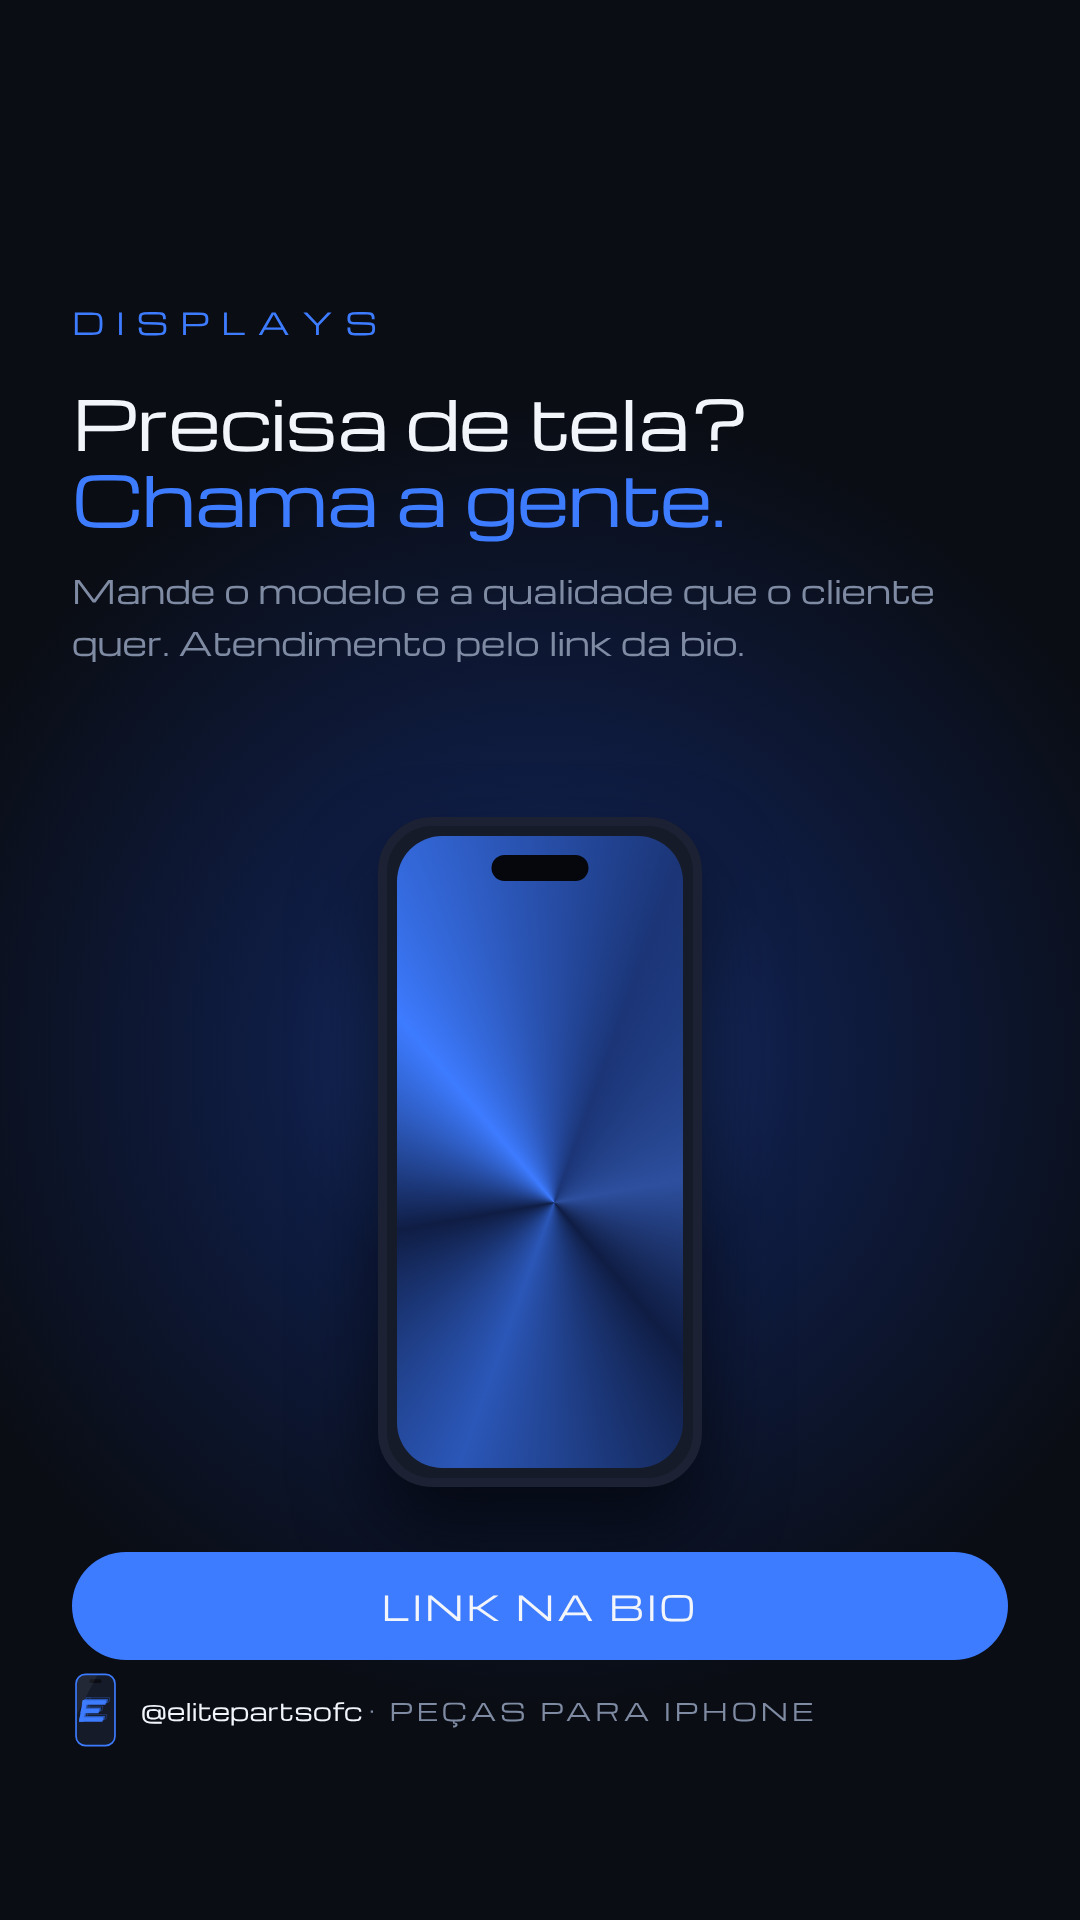 DISPLAYS
Precisa de tela?
Chama a gente.
Mande o modelo e a qualidade que o cliente
quer. Atendimento pelo link da bio.
LINK NA BIO
E
@elitepartsofc · PEÇAS PARA IPHONE